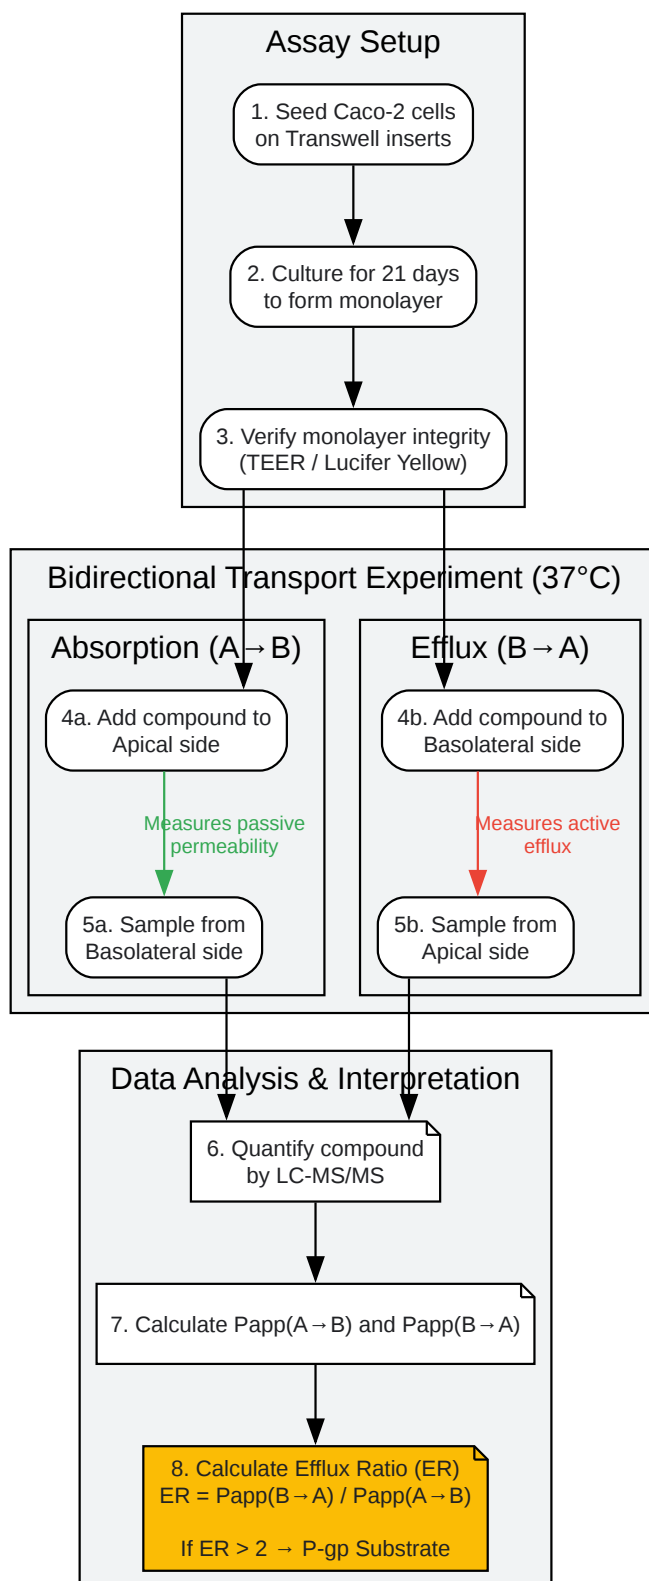 Assay Setup
1. Seed Caco-2 cells
on Transwell inserts
2. Culture for 21 days
to form monolayer
3. Verify monolayer integrity
(TEER / Lucifer Yellow)
Bidirectional Transport Experiment (37°C)
Absorption (A→B)
4a. Add compound to
Apical side
Measures passive
permeability
5a. Sample from
Basolateral side
Efflux (B→A)
4b. Add compound to
Basolateral side
Measures active
efflux
5b. Sample from
Apical side
Data Analysis & Interpretation
6. Quantify compound
by LC-MS/MS
7. Calculate Papp(A→B) and Papp(B→A)
8. Calculate Efflux Ratio (ER)
ER = Papp(B→A) / Papp(A→B)
If ER > 2 → P-gp Substrate